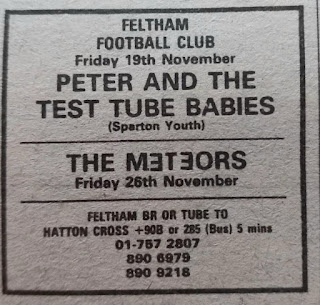 FELTHAM
FOOTBALL CLUB
Friday 19th November
PETER AND THE
TEST TUBE BABIES
(Sparton Youth)
THE MƎTƎORS
Friday 26th November
FELTHAM BR OR TUBE TO
HATTON CROSS +90B or 285 (Bus) 5 mins
01-757 2807
890 6979
890 9218